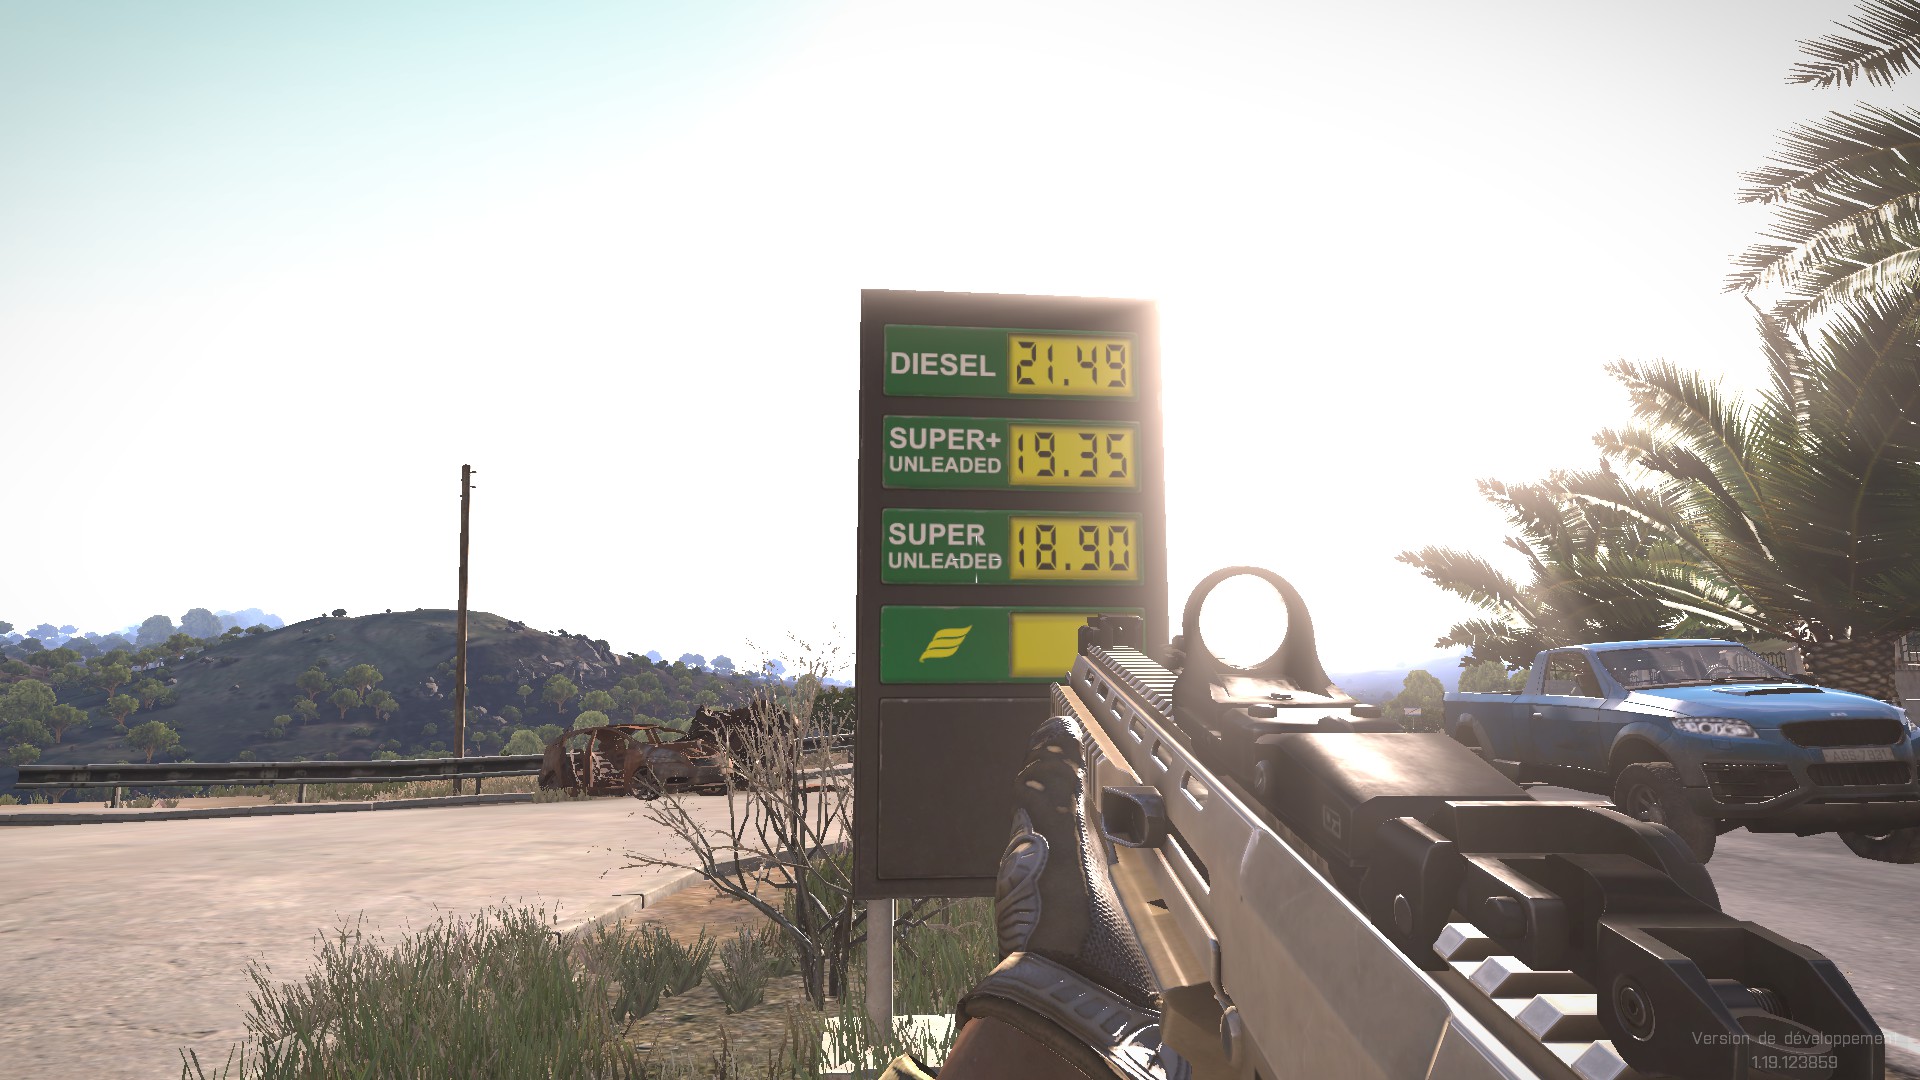 DIESEL 21.49
SUPER+ 19.35
UNLEADED
SUPER 18.90
UNLEADED
Version de développement
1.19.123859